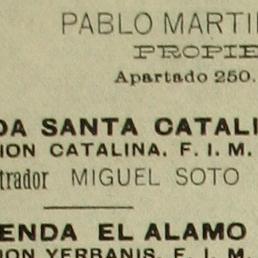 PABLO MARTI
PROPIE
Apartado 250.
DA SANTA CATALI
ION CATALINA. F. I. M.
trador MIGUEL SOTO
ENDA EL ALAMO
ION YERBANIS. F. I. M.